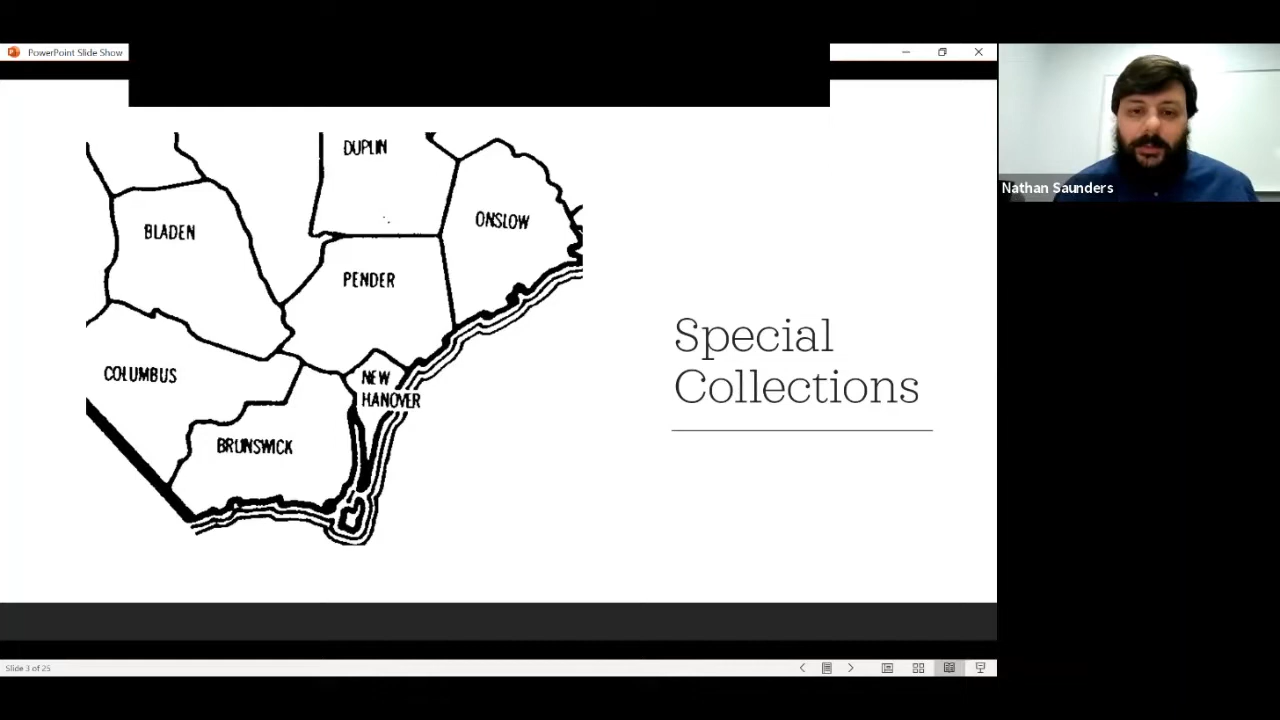 PowerPoint Slide Show
DUPLIN
ONSLOW
BLADEN
PENDER
COLUMBUS
NEW
HANOVER
BRUNSWICK
Special
Collections
Nathan Saunders
Slide 3 of 25